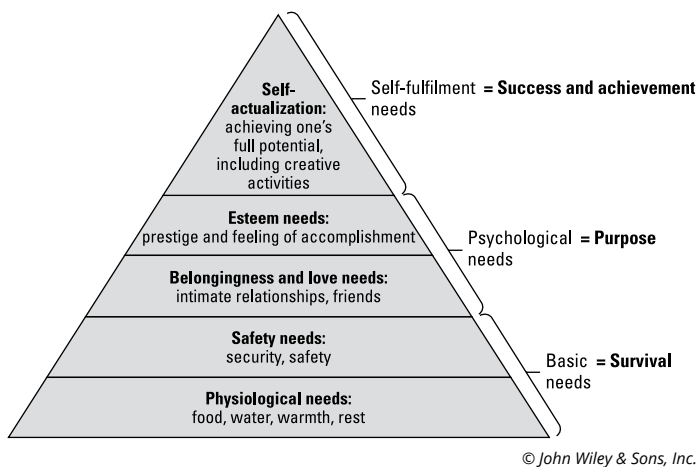 Self-
actualization:
achieving one's
full potential,
including creative
activities
Self-fulfilment = Success and achievement
needs
Esteem needs:
prestige and feeling of accomplishment
Psychological = Purpose
needs
Belongingness and love needs:
intimate relationships, friends
Safety needs:
security, safety
Basic = Survival
needs
Physiological needs:
food, water, warmth, rest
© John Wiley & Sons, Inc.